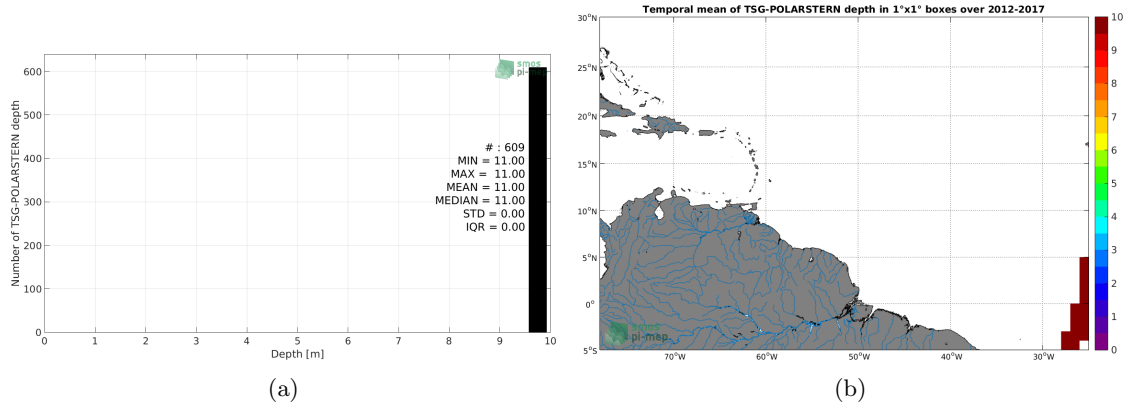 Number of TSG-POLARSTERN depth
600
500
400
300
200
100
0
0 1 2 3 4 5 6 7 8 9 10
Depth [m]
smos
pi-mep
# : 609
MIN = 11.00
MAX = 11.00
MEAN = 11.00
MEDIAN = 11.00
STD = 0.00
IQR = 0.00
(a)
Temporal mean of TSG-POLARSTERN depth in 1°x1° boxes over 2012-2017
30°N
25°N
20°N
15°N
10°N
5°N
0°
5°S
70°W 60°W 50°W 40°W 30°W
smos
pi-mep
10
9
8
7
6
5
4
3
2
1
0
(b)